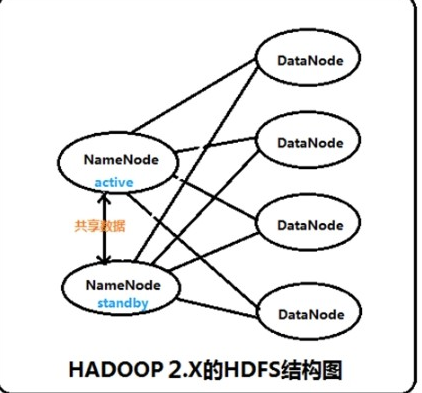 DataNode
DataNode
NameNode
active
共享数据
DataNode
NameNode
standby
DataNode
HADOOP 2.X的HDFS结构图